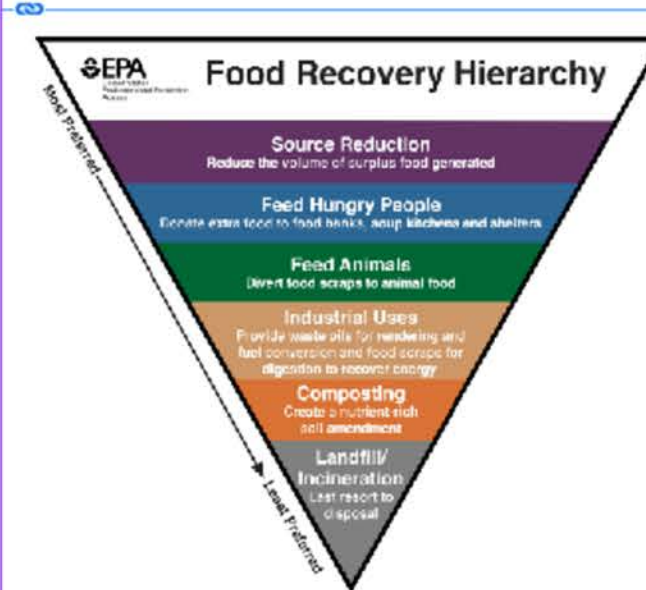 EPA
Food Recovery Hierarchy
Most Preferred
Source Reduction
Reduce the volume of surplus food generated
Feed Hungry People
Donate extra food to food banks, soup kitchens and shelters
Feed Animals
Divert food scraps to animal food
Industrial Uses
Provide waste oils for rendering and
fuel conversion and food scraps for
digestion to recover energy
Composting
Create a nutrient-rich
soil amendment
Landfill/
Incineration
Last resort to
disposal
Least Preferred